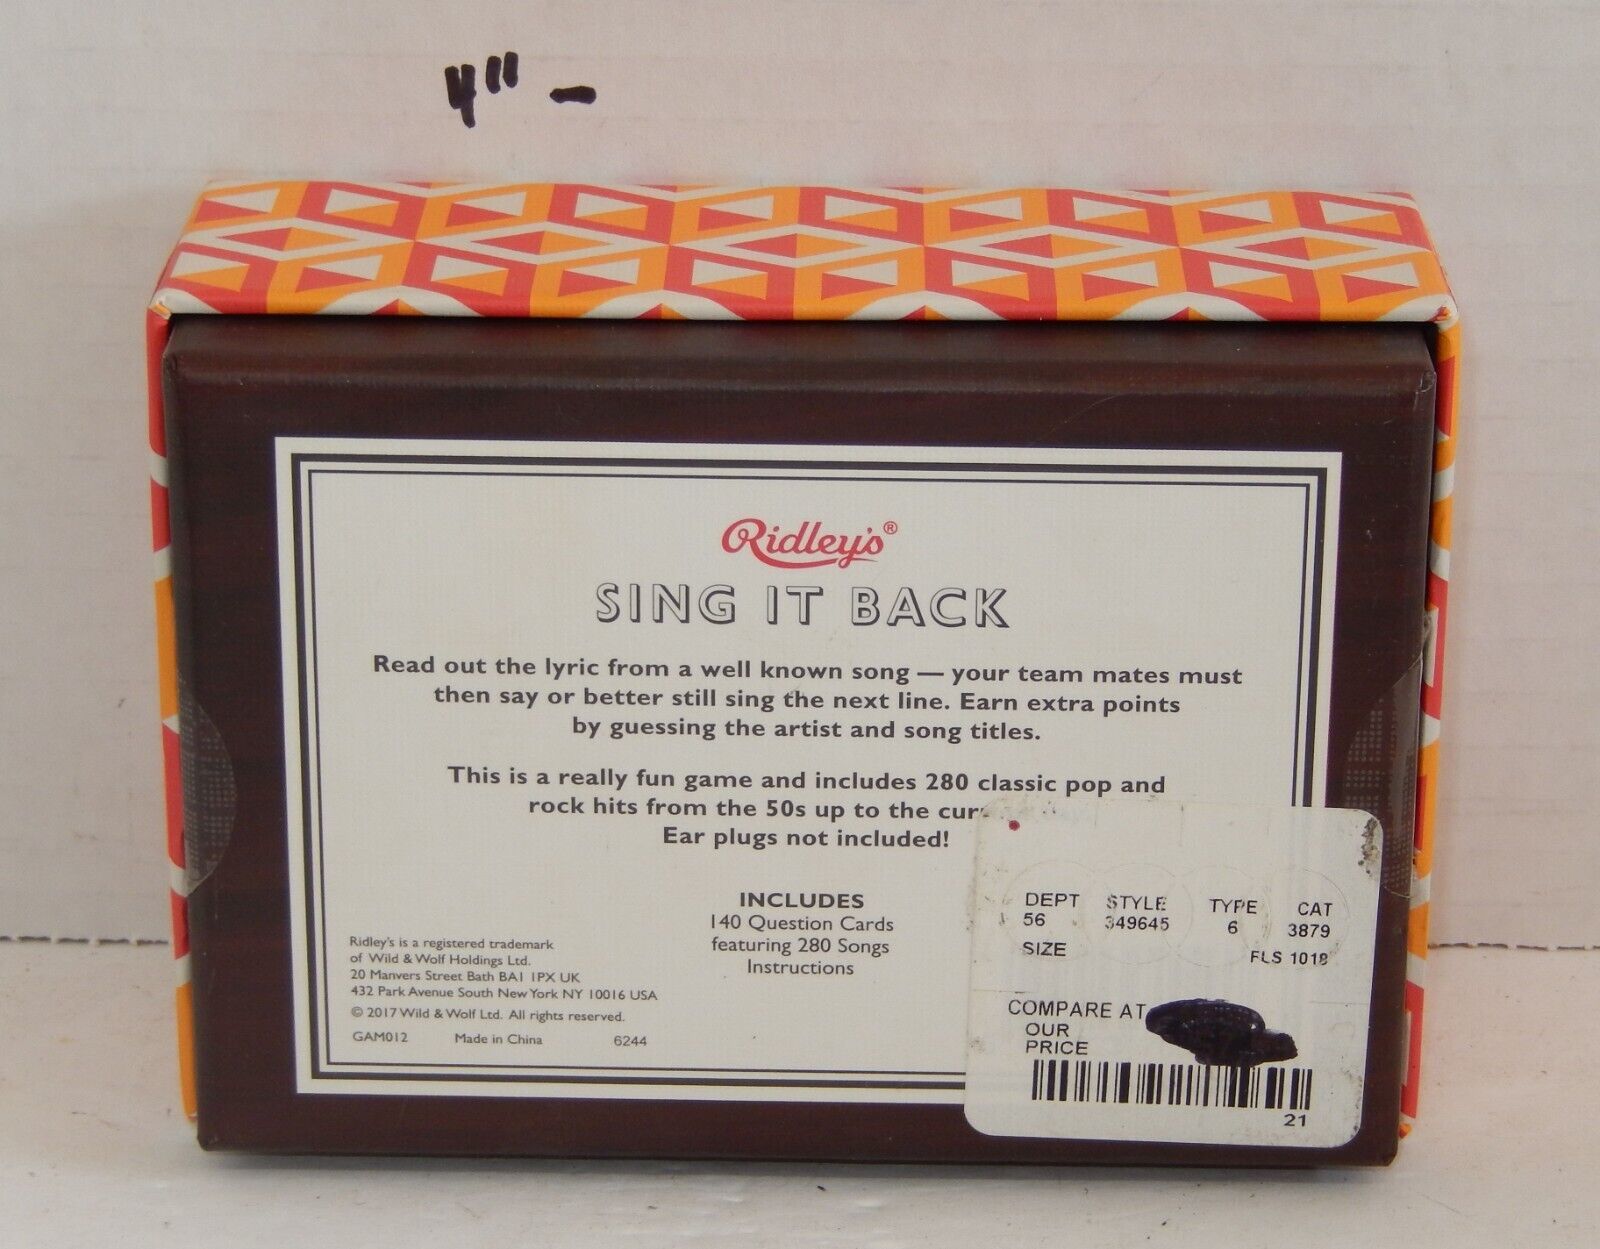 4" -
Ridley's®
SING IT BACK
Read out the lyric from a well known song — your team mates must
then say or better still sing the next line. Earn extra points
by guessing the artist and song titles.
This is a really fun game and includes 280 classic pop and
rock hits from the 50s up to the
Ear plugs not included!
INCLUDES
140 Question Cards
featuring 280 Songs
Instructions
Ridley's is a registered trademark
of Wild & Wolf Holdings Ltd.
20 Manvers Street Bath BA1 1PX UK
432 Park Avenue South New York NY 10016 USA
© 2017 Wild & Wolf Ltd. All rights reserved.
GAM012 Made in China 6244
DEPT STYLE TYPE CAT
56 349645 6 3879
SIZE FLS 1018
COMPARE AT
OUR
PRICE
21